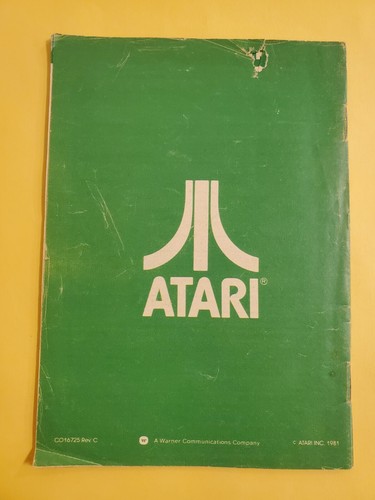 ATARI®
CO16725 Rev C
W A Warner Communications Company
© ATARI INC. 1981